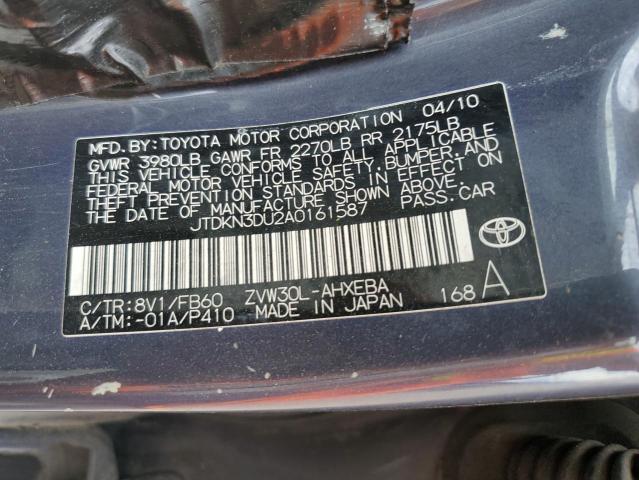 MFD. BY: TOYOTA MOTOR CORPORATION 04/10
GVWR 3980LB GAWR FR 2270LB RR 2175LB
THIS VEHICLE CONFORMS TO ALL APPLICABLE
FEDERAL MOTOR VEHICLE SAFETY, BUMPER, AND
THEFT PREVENTION STANDARDS IN EFFECT ON
THE DATE OF MANUFACTURE SHOWN ABOVE.
JTDKN3DU2A0161587 PASS. CAR
C/TR: 8V1/FB60 ZVW30L-AHXEBA
A/TM: -01A/P410 MADE IN JAPAN 168 A